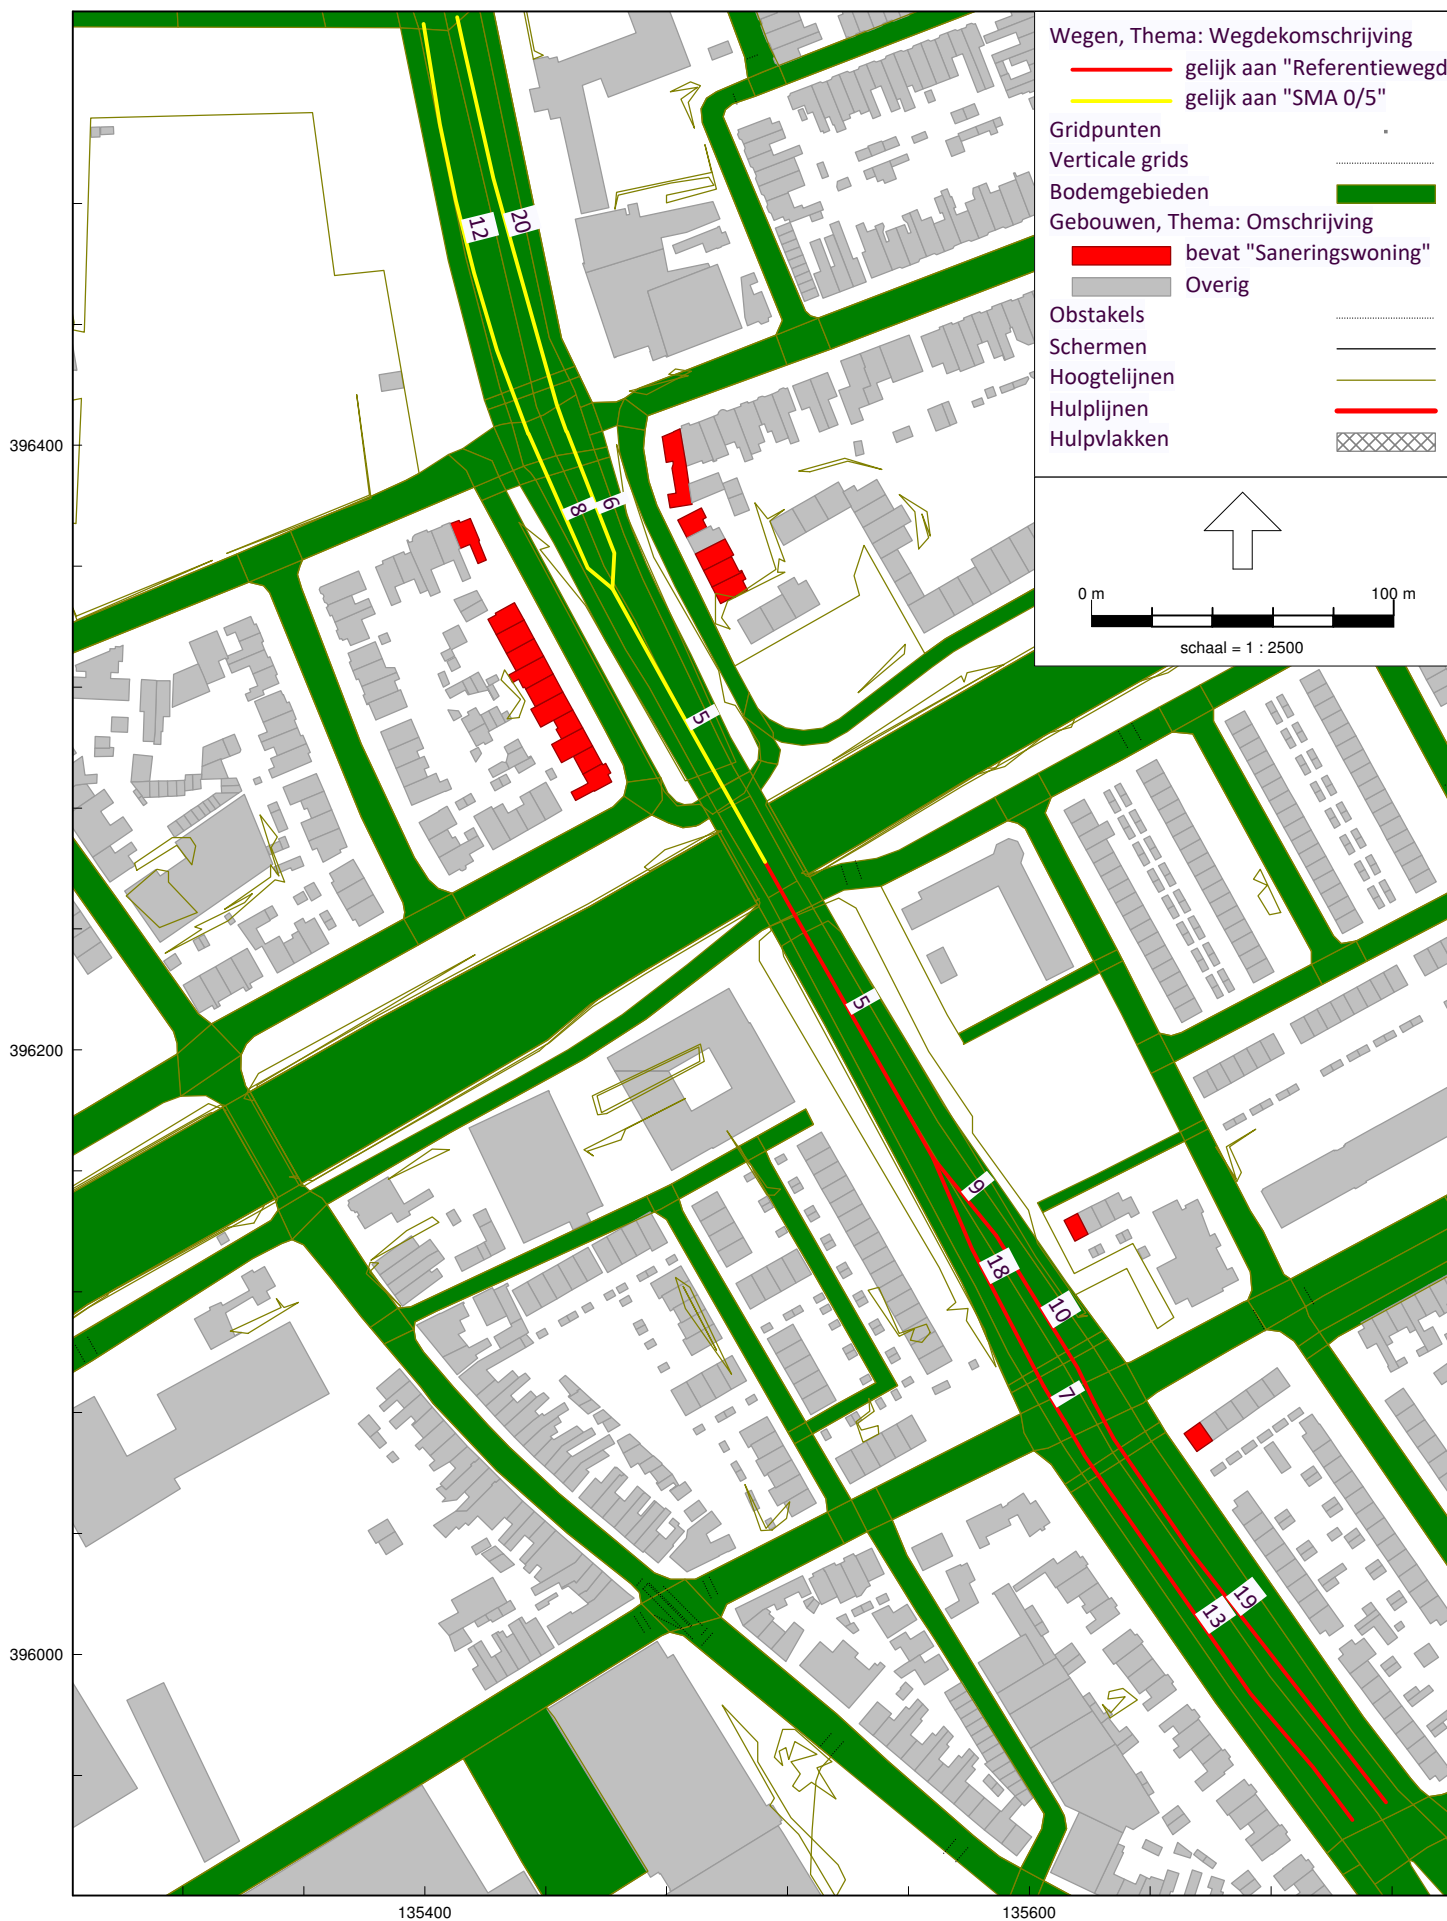 Wegen, Thema: Wegdekomschrijving
gelijk aan "Referentiewegd
gelijk aan "SMA 0/5"
Gridpunten
Verticale grids
Bodemgebieden
Gebouwen, Thema: Omschrijving
bevat "Saneringswoning"
Overig
Obstakels
Schermen
Hoogtelijnen
Hulplijnen
Hulpvlakken
0 m 100 m
schaal = 1 : 2500
12
20
396400
8
6
5
5
396200
9
18
10
7
19
13
396000
135400 135600